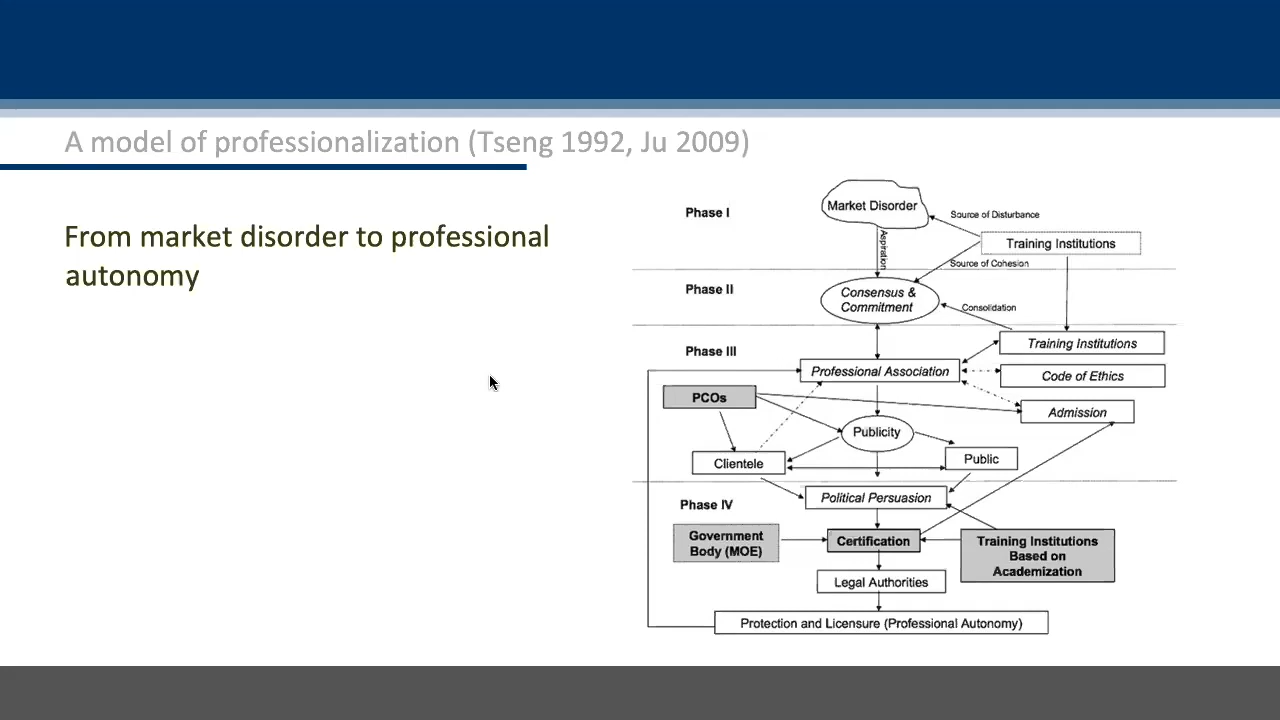 A model of professionalization (Tseng 1992, Ju 2009)
From market disorder to professional
autonomy
Phase I
Market Disorder
Source of Disturbance
Training Institutions
Aspiration
Source of Cohesion
Phase II
Consensus &
Commitment
Consolidation
Phase III
Training Institutions
Professional Association
Code of Ethics
PCOs
Admission
Publicity
Clientele
Public
Political Persuasion
Phase IV
Government
Body (MOE)
Certification
Training Institutions
Based on
Academization
Legal Authorities
Protection and Licensure (Professional Autonomy)